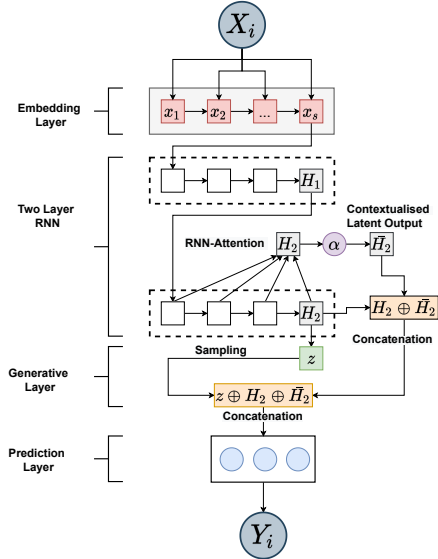 X_i
Embedding
Layer
x_1 x_2 ... x_s
Two Layer
RNN
H_1
Contextualised
Latent Output
RNN-Attention
H_2 α H̄_2
H_2
H_2 ⊕ H̄_2
Concatenation
Sampling
z
Generative
Layer
z ⊕ H_2 ⊕ H̄_2
Concatenation
Prediction
Layer
Y_i